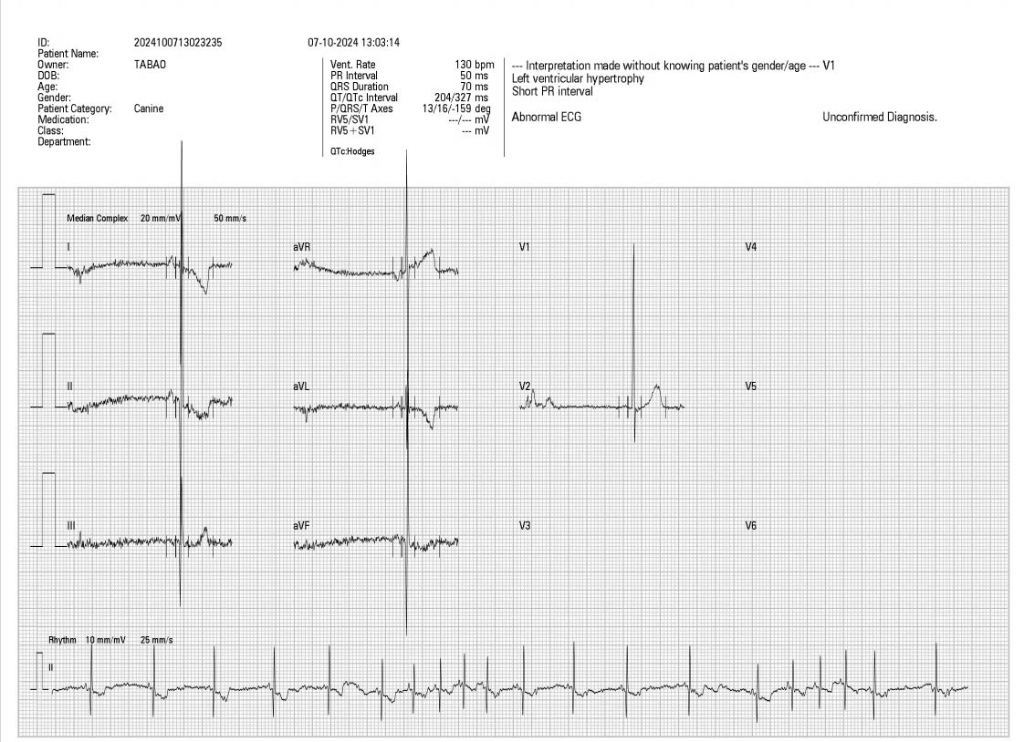 ID: 2024100713023235 07-10-2024 13:03:14
Patient Name:
Owner: TABAO
DOB:
Age:
Gender:
Patient Category: Canine
Medication:
Class:
Department:
Vent. Rate 130 bpm
PR Interval 50 ms
QRS Duration 70 ms
QT/QTc Interval 204/327 ms
P/QRS/T Axes 13/16/-159 deg
RV5/SV1 ---/--- mV
RV5+SV1 --- mV
QTc:Hodges
--- Interpretation made without knowing patient's gender/age --- V1
Left ventricular hypertrophy
Short PR interval
Abnormal ECG Unconfirmed Diagnosis.
Median Complex 20 mm/mV 50 mm/s
I aVR V1 V4
II aVL V2 V5
III aVF V3 V6
Rhythm 10 mm/mV 25 mm/s
II